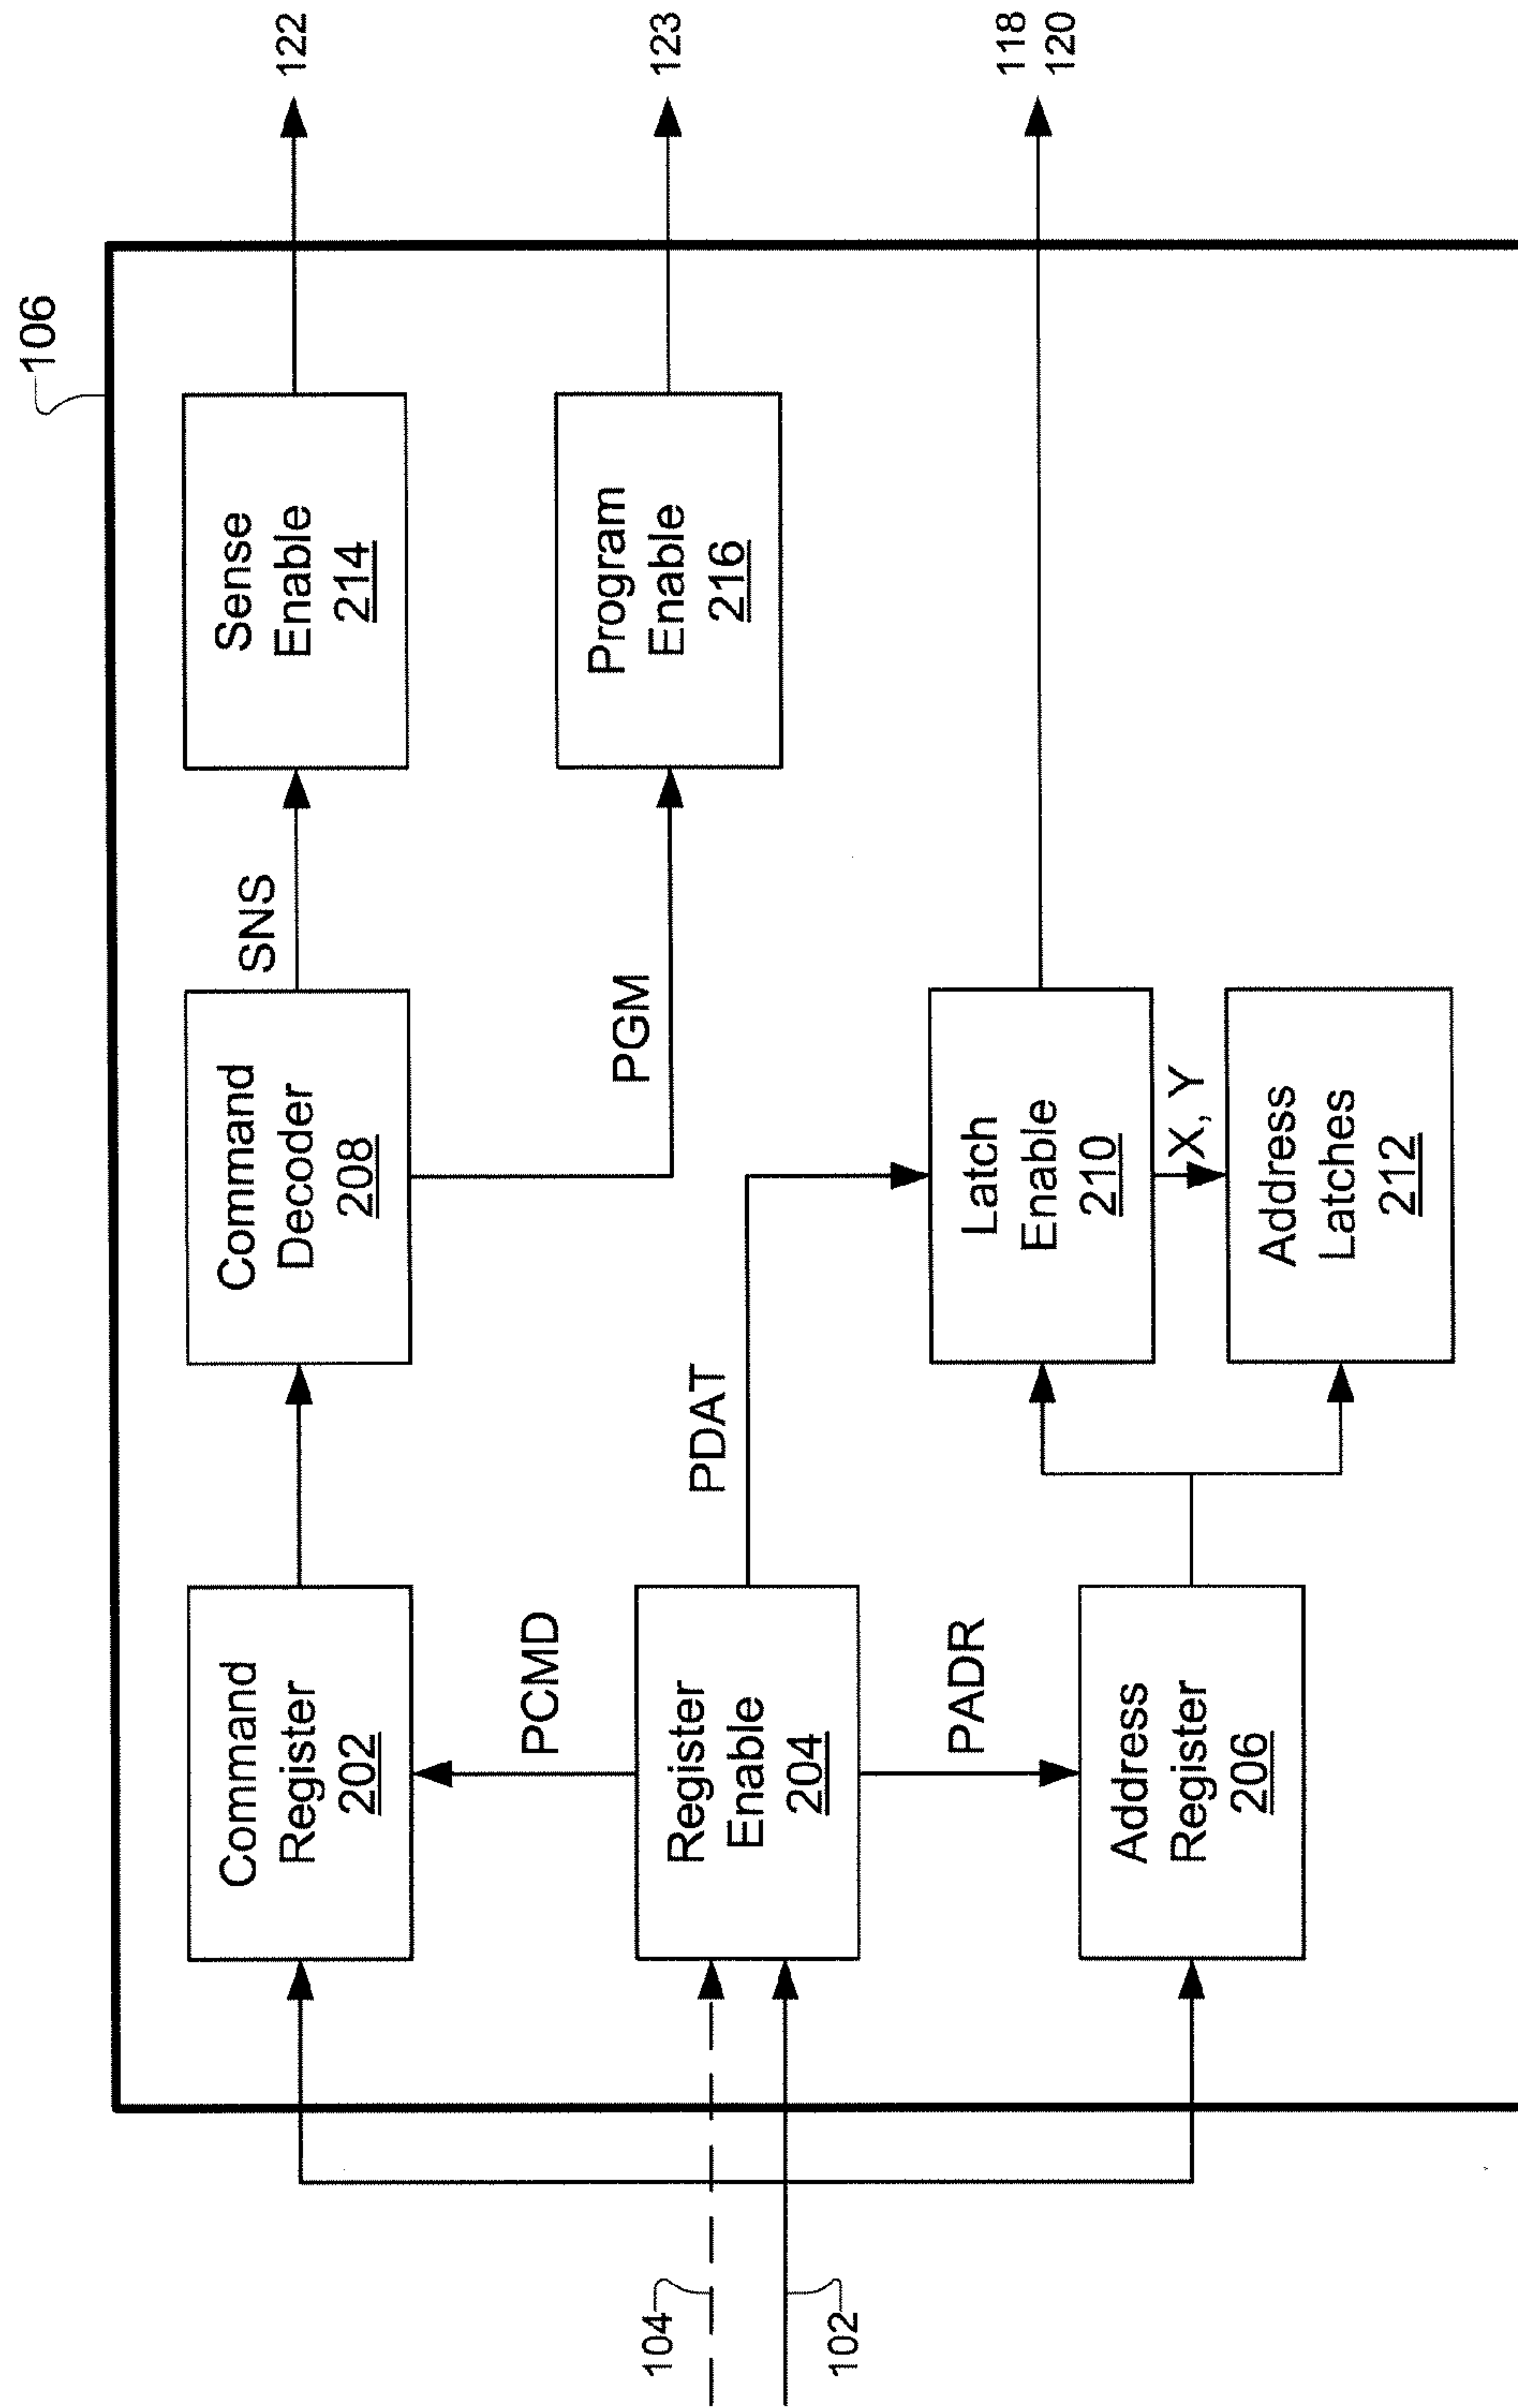 106
Command
Register
202
Command
Decoder
208
SNS
Sense
Enable
214
122
PCMD
PGM
Program
Enable
216
123
104
102
Register
Enable
204
PDAT
PADR
Latch
Enable
210
118
120
X, Y
Address
Register
206
Address
Latches
212